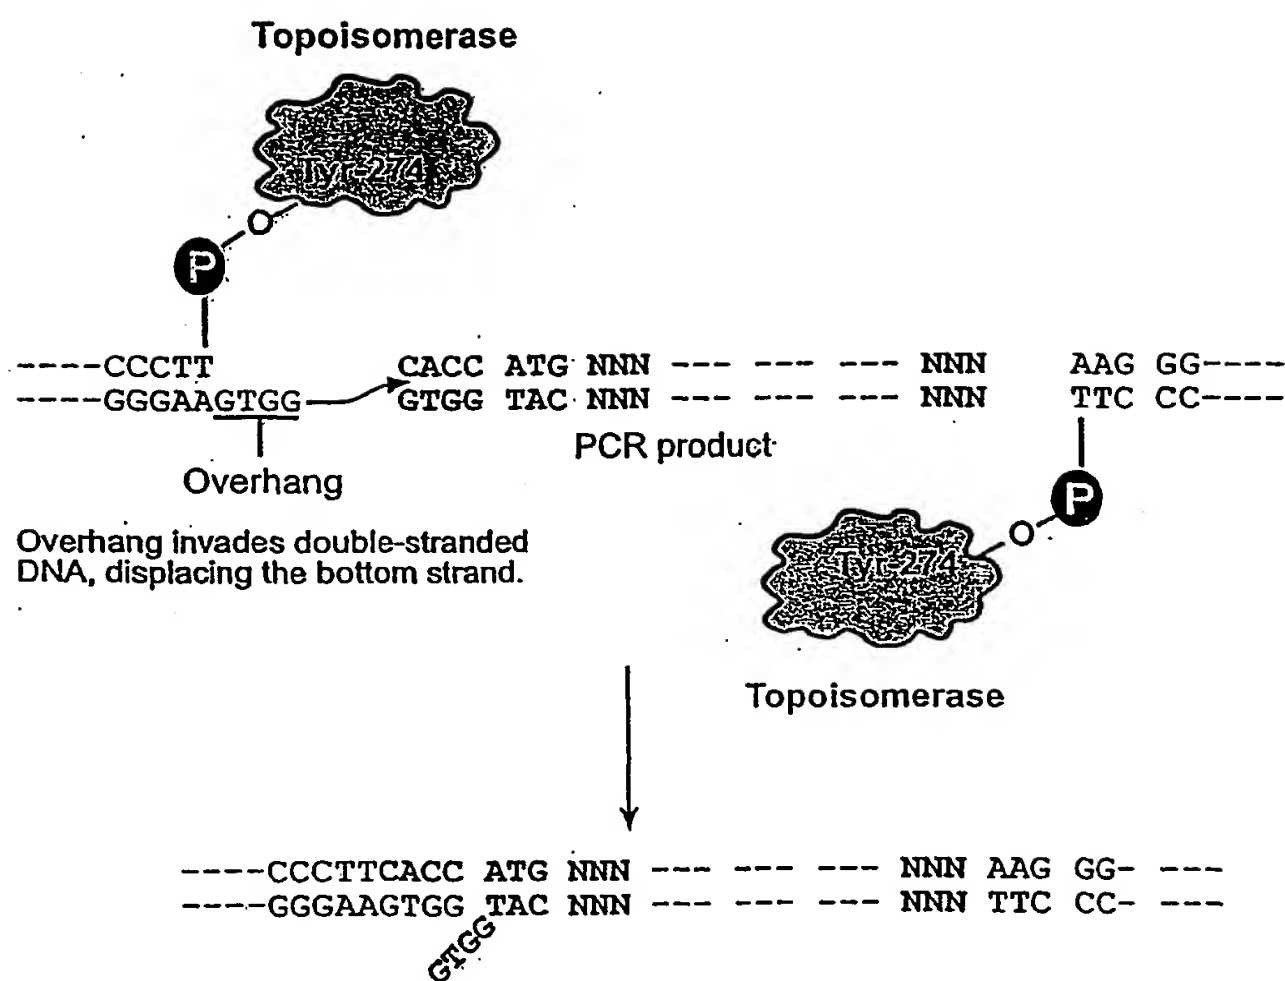 Topoisomerase
Tyr-274
O
P
----CCCTT CACC ATG NNN --- --- --- NNN AAG GG----
----GGGAAGTGG GTGG TAC NNN --- --- --- NNN TTC CC----
PCR product
Overhang
P
O
Tyr-274
Overhang invades double-stranded
DNA, displacing the bottom strand.
Topoisomerase
----CCCTTCACC ATG NNN --- --- --- NNN AAG GG- ---
----GGGAAGTGG TAC NNN --- --- --- NNN TTC CC- ---
GTGG